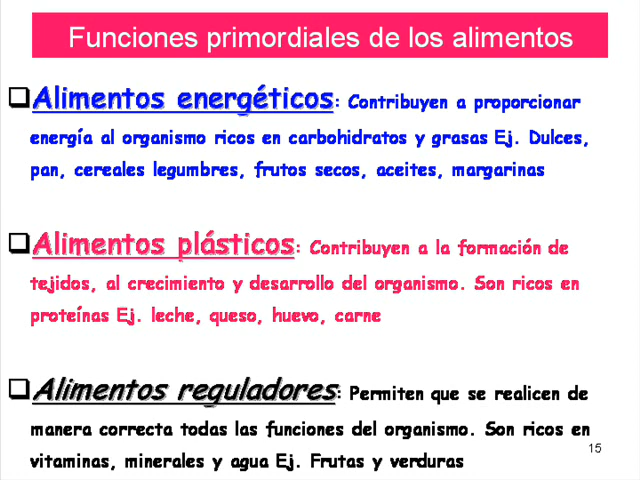 Funciones primordiales de los alimentos
❑Alimentos energéticos: Contribuyen a proporcionar
energía al organismo ricos en carbohidratos y grasas Ej. Dulces,
pan, cereales legumbres, frutos secos, aceites, margarinas
❑Alimentos plásticos: Contribuyen a la formación de
tejidos, al crecimiento y desarrollo del organismo. Son ricos en
proteínas Ej. leche, queso, huevo, carne
❑Alimentos reguladores: Permiten que se realicen de
manera correcta todas las funciones del organismo. Son ricos en
vitaminas, minerales y agua Ej. Frutas y verduras
15